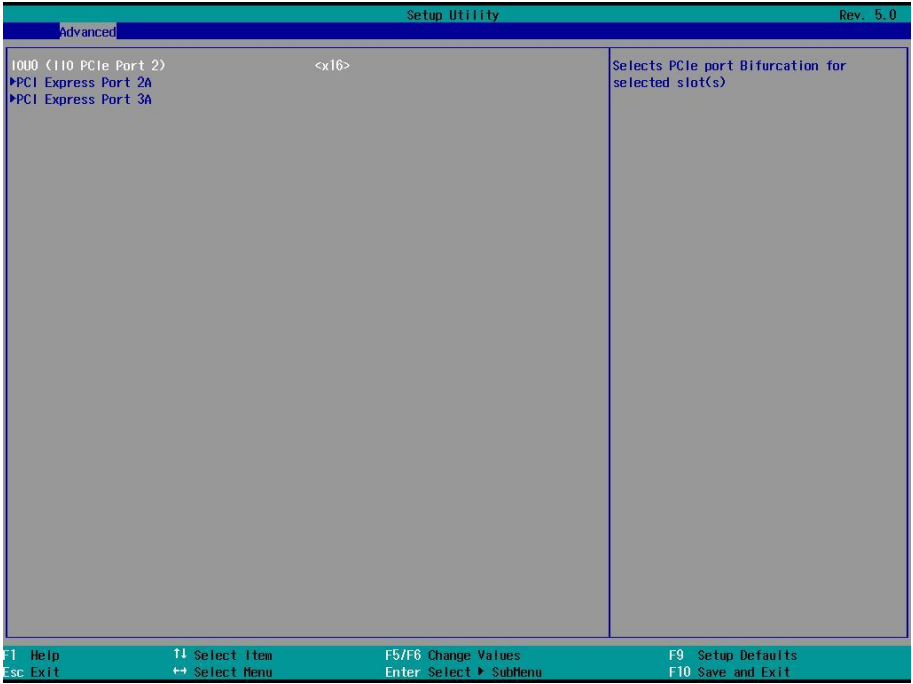 Setup Utility Rev. 5.0
Advanced
IOU0 (IIO PCIe Port 2) <x16>
▶PCI Express Port 2A
▶PCI Express Port 3A
Selects PCIe port Bifurcation for
selected slot(s)
F1 Help ↑↓ Select Item F5/F6 Change Values F9 Setup Defaults
Esc Exit ↔ Select Menu Enter Select ▶ SubMenu F10 Save and Exit